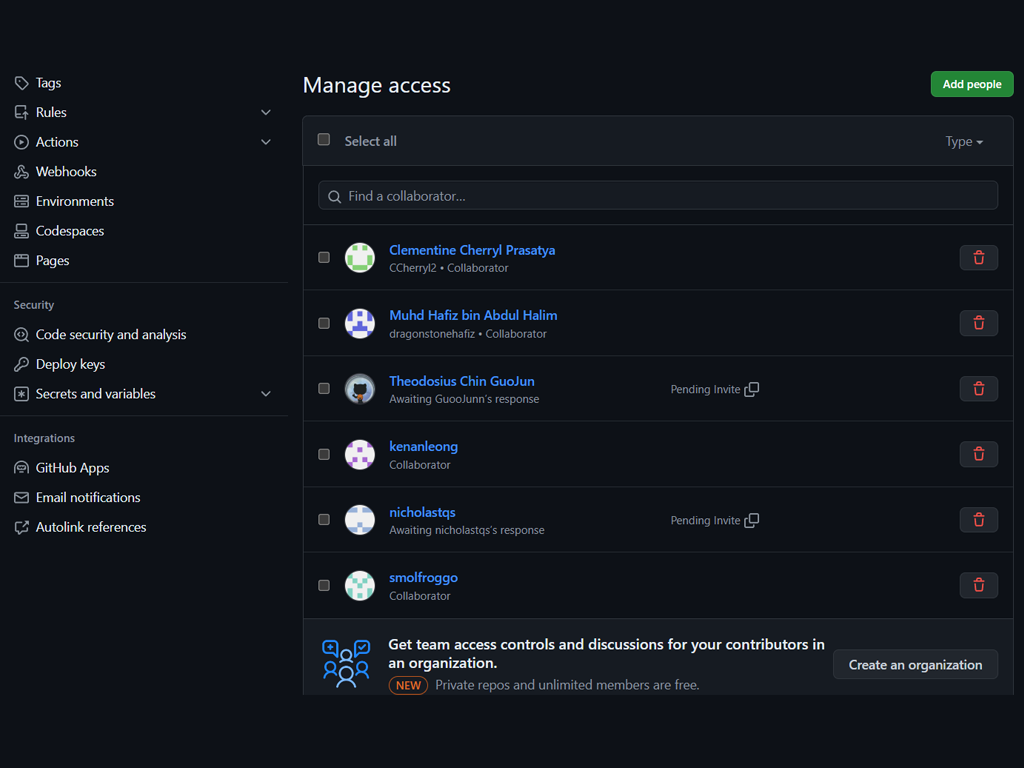 Tags
Rules
Actions
Webhooks
Environments
Codespaces
Pages
Security
Code security and analysis
Deploy keys
Secrets and variables
Integrations
GitHub Apps
Email notifications
Autolink references
Manage access
Add people
Select all
Type
Find a collaborator...
Clementine Cherryl Prasatya
CCherryl2 • Collaborator
Muhd Hafiz bin Abdul Halim
dragonstonehafiz • Collaborator
Theodosius Chin GuoJun
Awaiting GuooJunn's response
Pending Invite
kenanleong
Collaborator
nicholastqs
Awaiting nicholastqs's response
Pending Invite
smolfroggo
Collaborator
Get team access controls and discussions for your contributors in
an organization.
NEW Private repos and unlimited members are free.
Create an organization